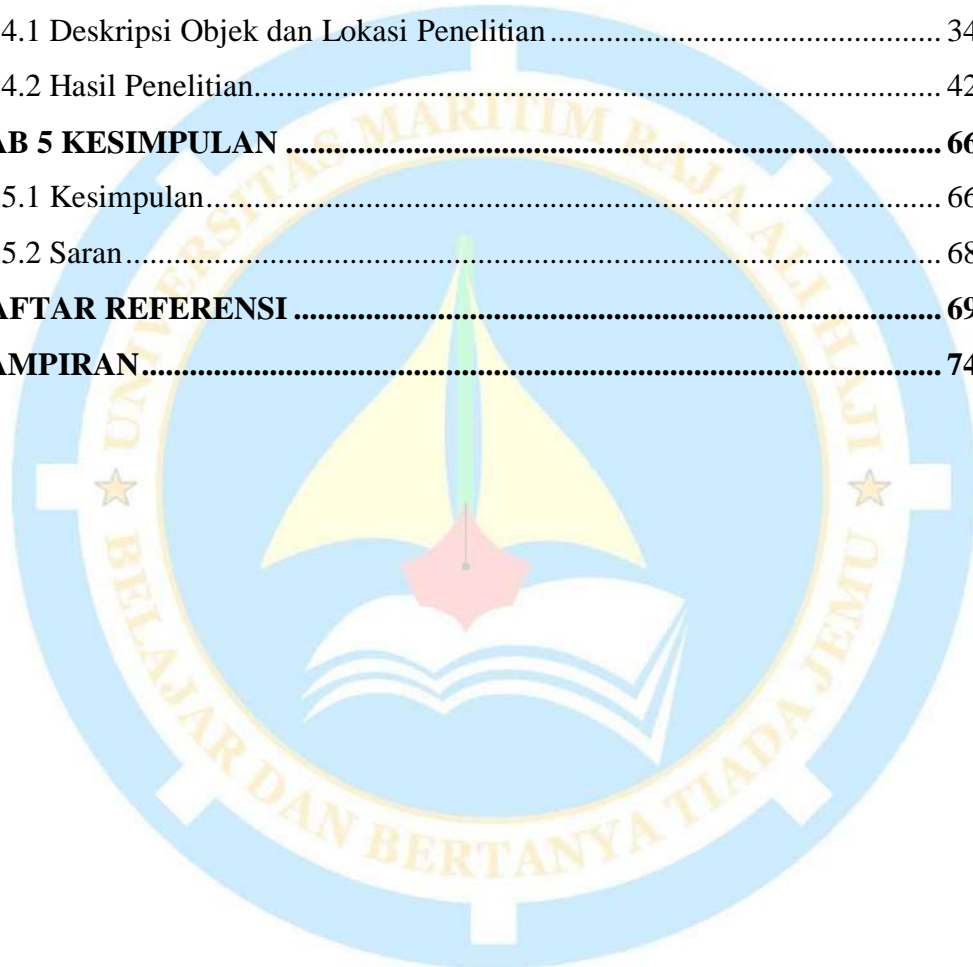 4.1 Deskripsi Objek dan Lokasi Penelitian ............................................ 34
4.2 Hasil Penelitian............................................................................... 42
AB 5 KESIMPULAN ........................................................................... 66
5.1 Kesimpulan..................................................................................... 66
5.2 Saran.............................................................................................. 68
AFTAR REFERENSI .......................................................................... 69
AMPIRAN........................................................................................... 74
UNIVERSITAS MARITIM RAJA ALI HAJI
BELAJAR DAN BERTANYA TIADA JEMU